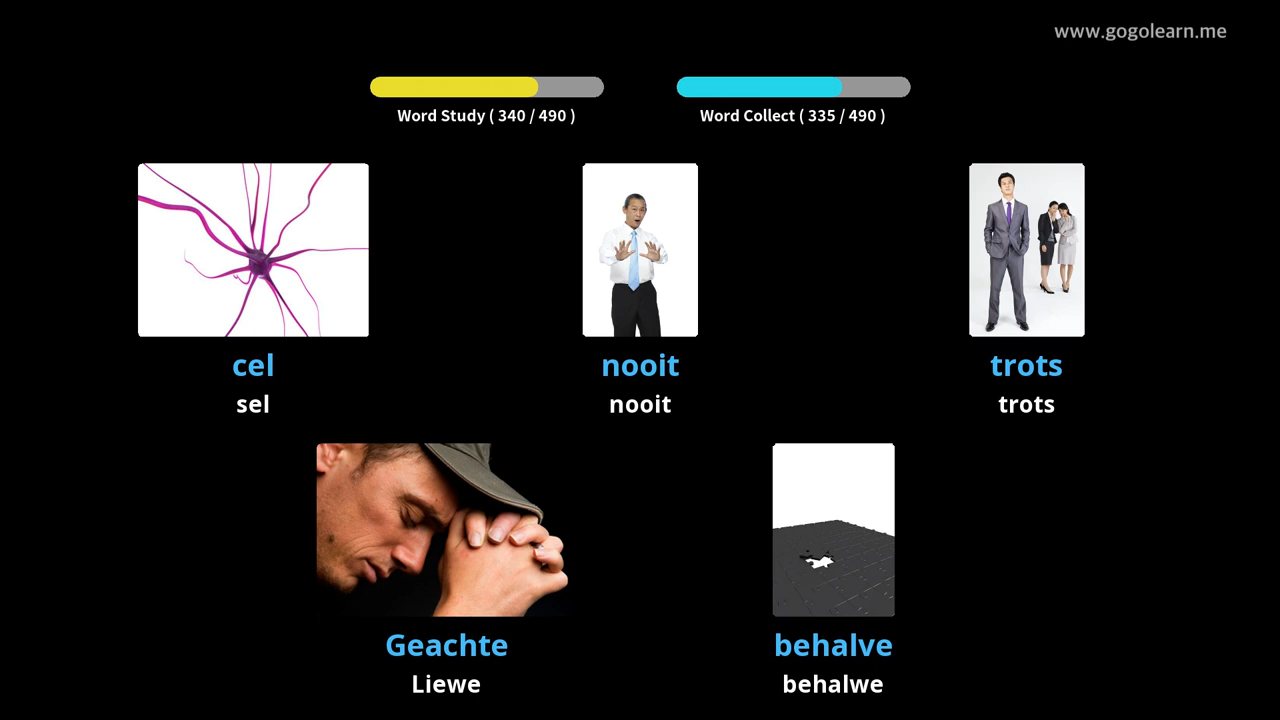 www.gogolearn.me
Word Study ( 340 / 490 )
Word Collect ( 335 / 490 )
cel
sel
nooit
nooit
trots
trots
Geachte
Liewe
behalve
behalwe